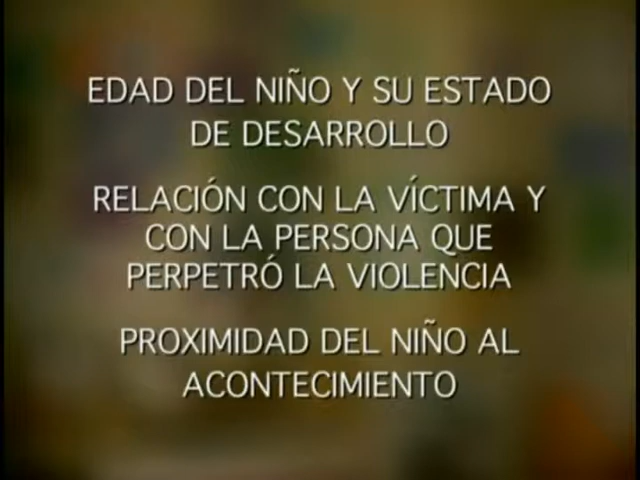 EDAD DEL NIÑO Y SU ESTADO
DE DESARROLLO
RELACIÓN CON LA VÍCTIMA Y
CON LA PERSONA QUE
PERPETRÓ LA VIOLENCIA
PROXIMIDAD DEL NIÑO AL
ACONTECIMIENTO